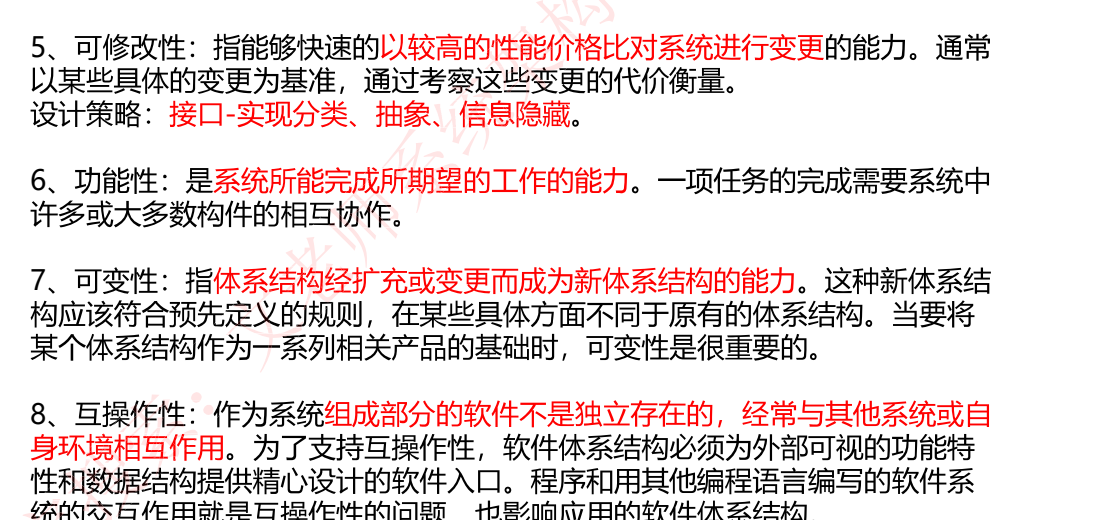 5、可修改性：指能够快速的以较高的性能价格比对系统进行变更的能力。通常
以某些具体的变更为基准，通过考察这些变更的代价衡量。
设计策略：接口-实现分类、抽象、信息隐藏。
6、功能性：是系统所能完成所期望的工作的能力。一项任务的完成需要系统中
许多或大多数构件的相互协作。
7、可变性：指体系结构经扩充或变更而成为新体系结构的能力。这种新体系结
构应该符合预先定义的规则，在某些具体方面不同于原有的体系结构。当要将
某个体系结构作为一系列相关产品的基础时，可变性是很重要的。
8、互操作性：作为系统组成部分的软件不是独立存在的，经常与其他系统或自
身环境相互作用。为了支持互操作性，软件体系结构必须为外部可视的功能特
性和数据结构提供精心设计的软件入口。程序和用其他编程语言编写的软件系
统的交互作用就是互操作性的问题，也影响应用的软件体系结构。